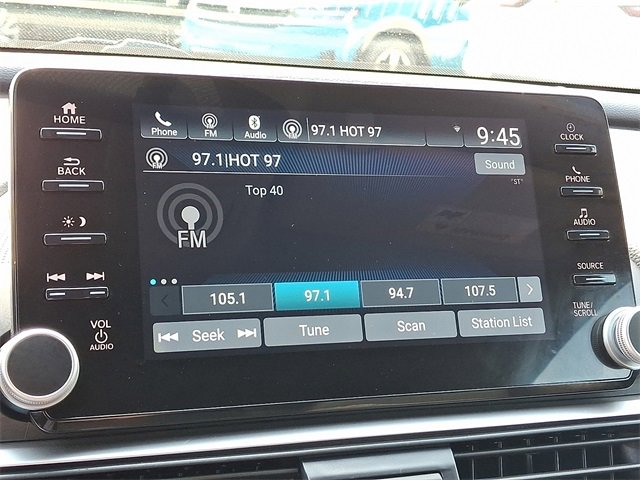 HOME
BACK
VOL
AUDIO
Phone
FM
Audio
97.1 HOT 97
9:45
FM
97.1|HOT 97
Sound
"ST"
Top 40
FM
105.1
97.1
94.7
107.5
Seek
Tune
Scan
Station List
CLOCK
PHONE
AUDIO
SOURCE
TUNE/
SCROLL